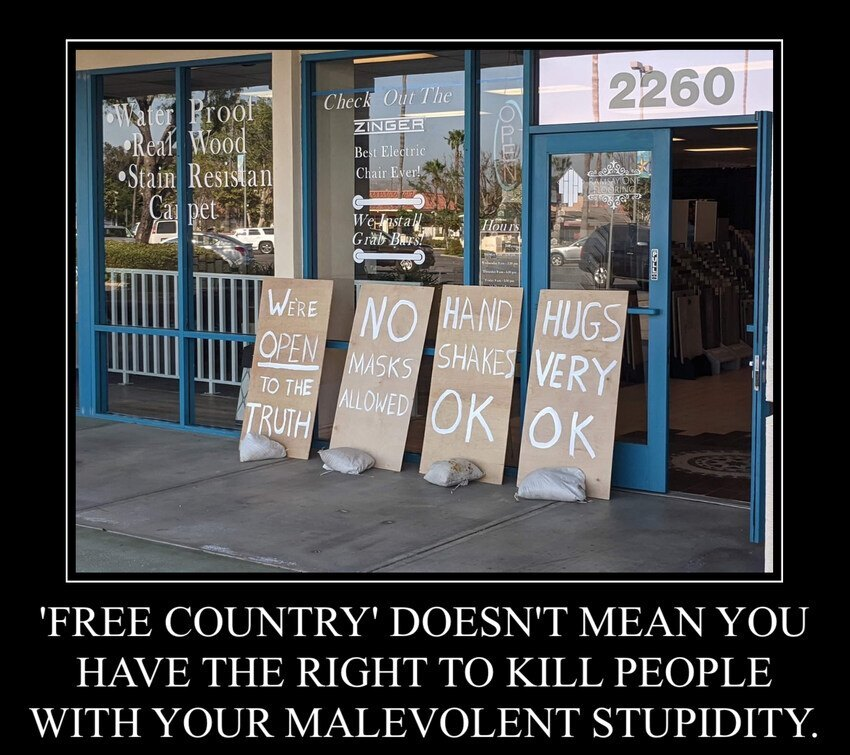 •Water Proof
•Real Wood
•Stain Resistan
Carpet
Check Out The
ZINGER
Best Electric
Chair Ever!
We Install
Grab Bars!
OPEN
Hours
2260
FLOORING
PULL
WE'RE
OPEN
TO THE
TRUTH
NO
MASKS
ALLOWED
HAND
SHAKES
OK
HUGS
VERY
OK
'FREE COUNTRY' DOESN'T MEAN YOU
HAVE THE RIGHT TO KILL PEOPLE
WITH YOUR MALEVOLENT STUPIDITY.